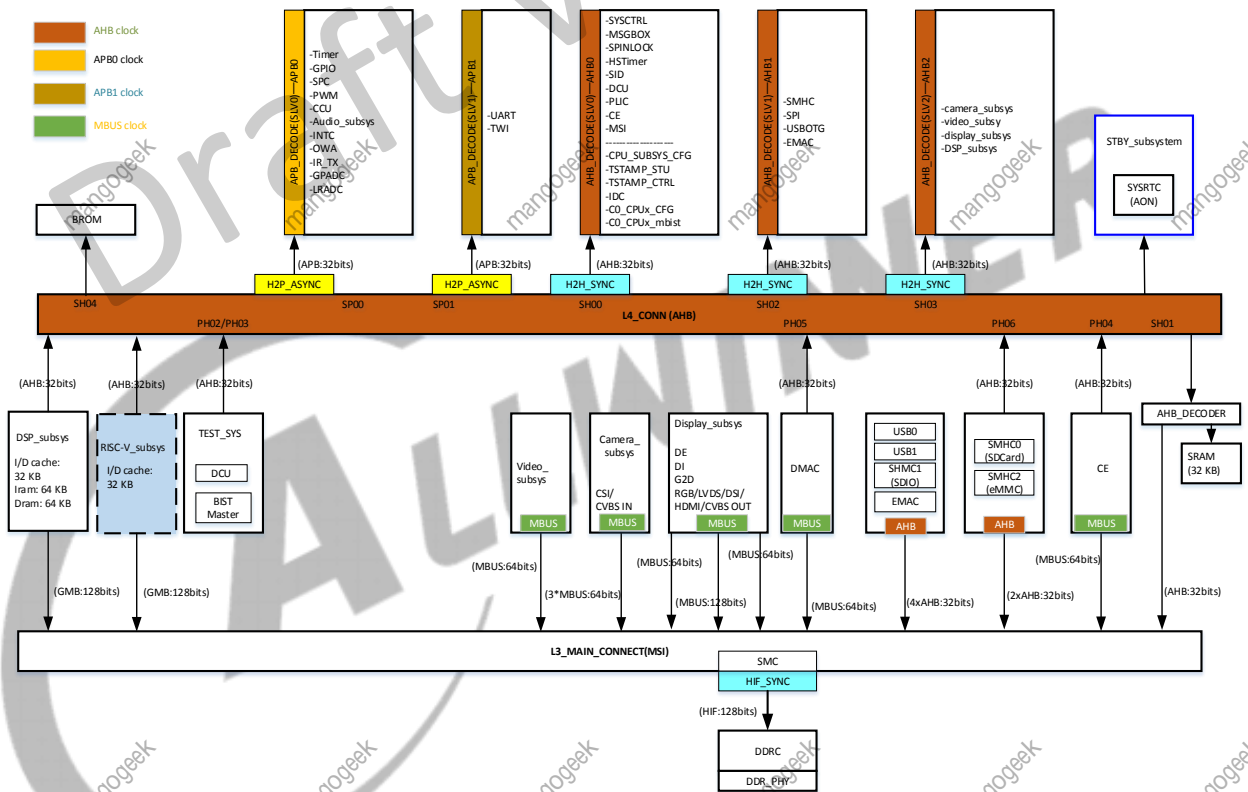 AHB clock
APB0 clock
APB1 clock
MBUS clock
Draft
ALLWINNER
APB_DECODE(SLV0)—APB0
-Timer
-GPIO
-SPC
-PWM
-CCU
-Audio_subsys
-INTC
-OWA
-IR_TX
-GPADC
-LRADC
APB_DECODE(SLV1)—APB1
-UART
-TWI
AHB_DECODE(SLV0)—AHB0
-SYSCTRL
-MSGBOX
-SPINLOCK
-HSTimer
-SID
-DCU
-PLIC
-CE
-MSI
--------------------
-CPU_SUBSYS_CFG
-TSTAMP_STU
-TSTAMP_CTRL
-IDC
-C0_CPUx_CFG
-C0_CPUx_mbist
AHB_DECODE(SLV1)—AHB1
-SMHC
-SPI
-USBOTG
-EMAC
AHB_DECODE(SLV2)—AHB2
-camera_subsys
-video_subsy
-display_subsys
-DSP_subsys
STBY_subsystem
SYSRTC
(AON)
mangogeek
mangogeek
mangogeek
mangogeek
mangogeek
mangogeek
BROM
(APB:32bits)
(APB:32bits)
(AHB:32bits)
(AHB:32bits)
(AHB:32bits)
H2P_ASYNC
H2P_ASYNC
H2H_SYNC
H2H_SYNC
H2H_SYNC
SH04
SP00
SP01
SH00
SH02
SH03
L4_CONN (AHB)
PH02/PH03
PH05
PH06
PH04
SH01
(AHB:32bits)
(AHB:32bits)
(AHB:32bits)
(AHB:32bits)
(AHB:32bits)
(AHB:32bits)
DSP_subsys
I/D cache:
32 KB
Iram: 64 KB
Dram: 64 KB
RISC-V_subsys
I/D cache:
32 KB
TEST_SYS
DCU
BIST
Master
Video_
subsys
MBUS
Camera_
subsys
CSI/
CVBS IN
MBUS
Display_subsys
DE
DI
G2D
RGB/LVDS/DSI/
HDMI/CVBS OUT
MBUS
DMAC
MBUS
USB0
USB1
SHMC1
(SDIO)
EMAC
AHB
SMHC0
(SDCard)
SMHC2
(eMMC)
AHB
CE
MBUS
AHB_DECODER
SRAM
(32 KB)
(GMB:128bits)
(GMB:128bits)
(MBUS:64bits)
(3*MBUS:64bits)
(MBUS:64bits)
(MBUS:128bits)
(MBUS:64bits)
(MBUS:64bits)
(4xAHB:32bits)
(2xAHB:32bits)
(MBUS:64bits)
(AHB:32bits)
L3_MAIN_CONNECT(MSI)
SMC
HIF_SYNC
(HIF:128bits)
DDRC
DDR_PHY